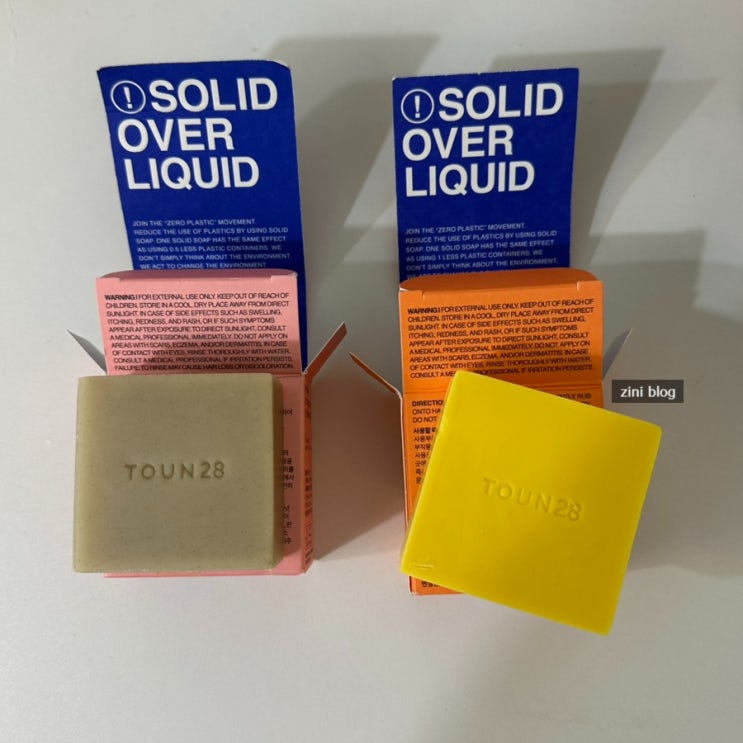 ! SOLID
OVER
LIQUID
JOIN THE "ZERO PLASTIC" MOVEMENT.
REDUCE THE USE OF PLASTICS BY USING SOLID
SOAP. ONE SOLID SOAP HAS THE SAME EFFECT
AS USING 0.5 LESS PLASTIC CONTAINERS. WE
DON'T SIMPLY THINK ABOUT THE ENVIRONMENT,
WE ACT TO CHANGE THE ENVIRONMENT
WARNING! FOR EXTERNAL USE ONLY. KEEP OUT OF REACH OF
CHILDREN. STORE IN A COOL, DRY PLACE AWAY FROM DIRECT
SUNLIGHT. IN CASE OF SIDE EFFECTS SUCH AS SWELLING,
ITCHING, REDNESS, AND RASH, OR IF SUCH SYMPTOMS
APPEAR AFTER EXPOSURE TO DIRECT SUNLIGHT, CONSULT
A MEDICAL PROFESSIONAL IMMEDIATELY. DO NOT APPLY ON
AREAS WITH SCARS, ECZEMA, AND/OR DERMATITIS. IN CASE
OF CONTACT WITH EYES, RINSE THOROUGHLY WITH WATER.
CONSULT A MEDICAL PROFESSIONAL IF IRRITATION PERSISTS.
FAILURE TO RINSE MAY CAUSE HAIR LOSS OR DISCOLORATION
TOUN28
! SOLID
OVER
LIQUID
JOIN THE "ZERO PLASTIC" MOVEMENT.
REDUCE THE USE OF PLASTICS BY USING SOLID
SOAP. ONE SOLID SOAP HAS THE SAME EFFECT
AS USING 1 LESS PLASTIC CONTAINERS. WE
DON'T SIMPLY THINK ABOUT THE ENVIRONMENT,
WARNING! FOR EXTERNAL USE ONLY. KEEP OUT OF REACH OF
CHILDREN. STORE IN A COOL, DRY PLACE AWAY FROM DIRECT
SUNLIGHT. IN CASE OF SIDE EFFECTS SUCH AS SWELLING,
ITCHING, REDNESS, AND RASH, OR IF SUCH SYMPTOMS
APPEAR AFTER EXPOSURE TO DIRECT SUNLIGHT, CONSULT
A MEDICAL PROFESSIONAL IMMEDIATELY. DO NOT APPLY ON
AREAS WITH SCARS, ECZEMA, AND/OR DERMATITIS. IN CASE
OF CONTACT WITH EYES, RINSE THOROUGHLY WITH WATER.
CONSULT A MEDICAL PROFESSIONAL IF IRRITATION PERSISTS.
zini blog
RUB
ONTO
DO NOT
TOUN28